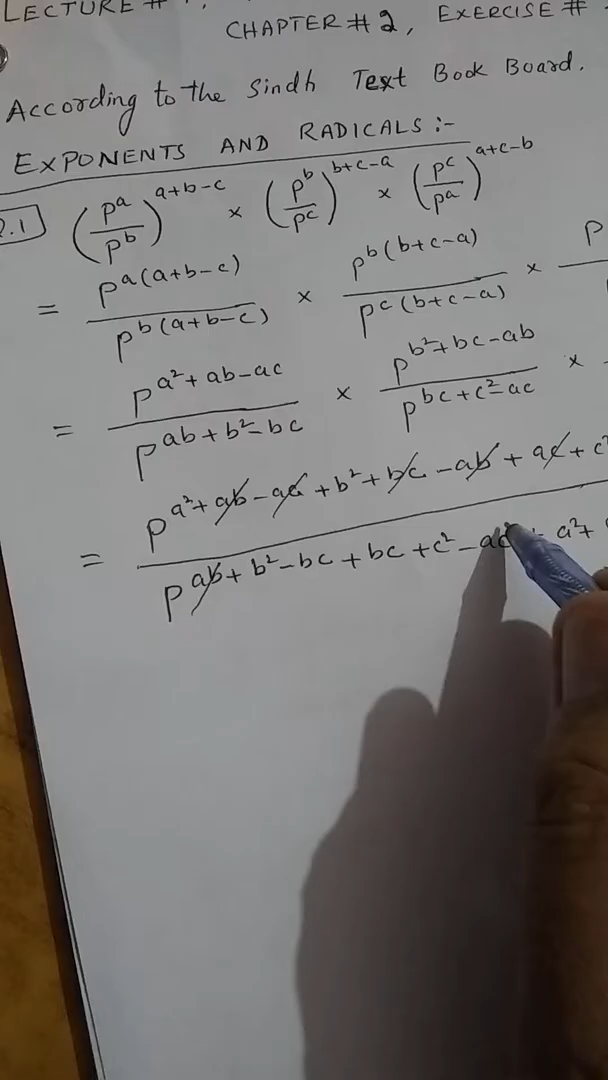 LECTURE #
CHAPTER # 2, EXERCISE #
According to the Sindh Text Book Board.
EXPONENTS AND RADICALS :-
2.1 (P^a/P^b)^(a+b-c) × (P^b/P^c)^(b+c-a) × (P^c/P^a)^(a+c-b)
= P^(a(a+b-c))/P^(b(a+b-c)) × P^(b(b+c-a))/P^(c(b+c-a)) × P
= P^(a²+ab-ac)/P^(ab+b²-bc) × P^(b²+bc-ab)/P^(bc+c²-ac) ×
= P^(a²+ab-ac+b²+bc-ab+ac+c²
P^(ab+b²-bc+bc+c²-ac+a²+